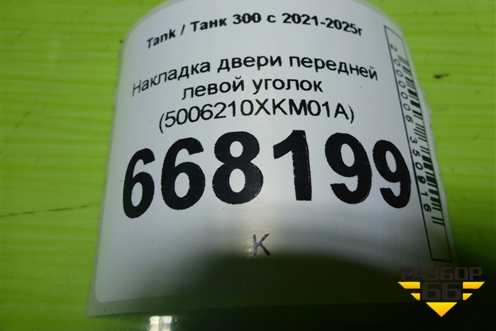 Tank / Танк 300 с 2021-2025г
Накладка двери передней
левой уголок
(5006210XKM01A)
668199
К
РАЗБОР
66